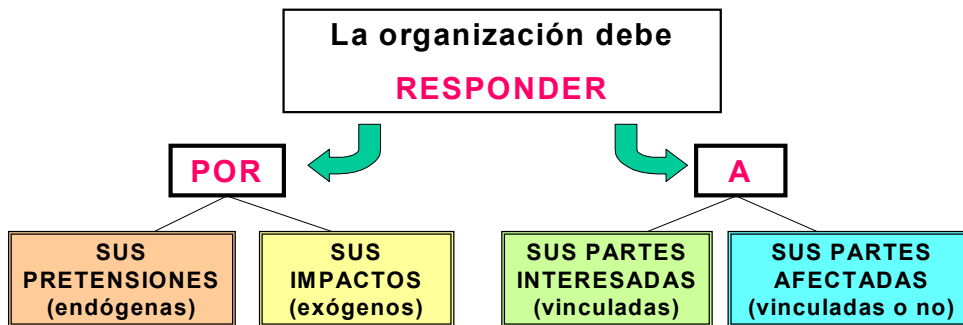 La organización debe
RESPONDER
POR
A
SUS
PRETENSIONES
(endógenas)
SUS
IMPACTOS
(exógenos)
SUS PARTES
INTERESADAS
(vinculadas)
SUS PARTES
AFECTADAS
(vinculadas o no)